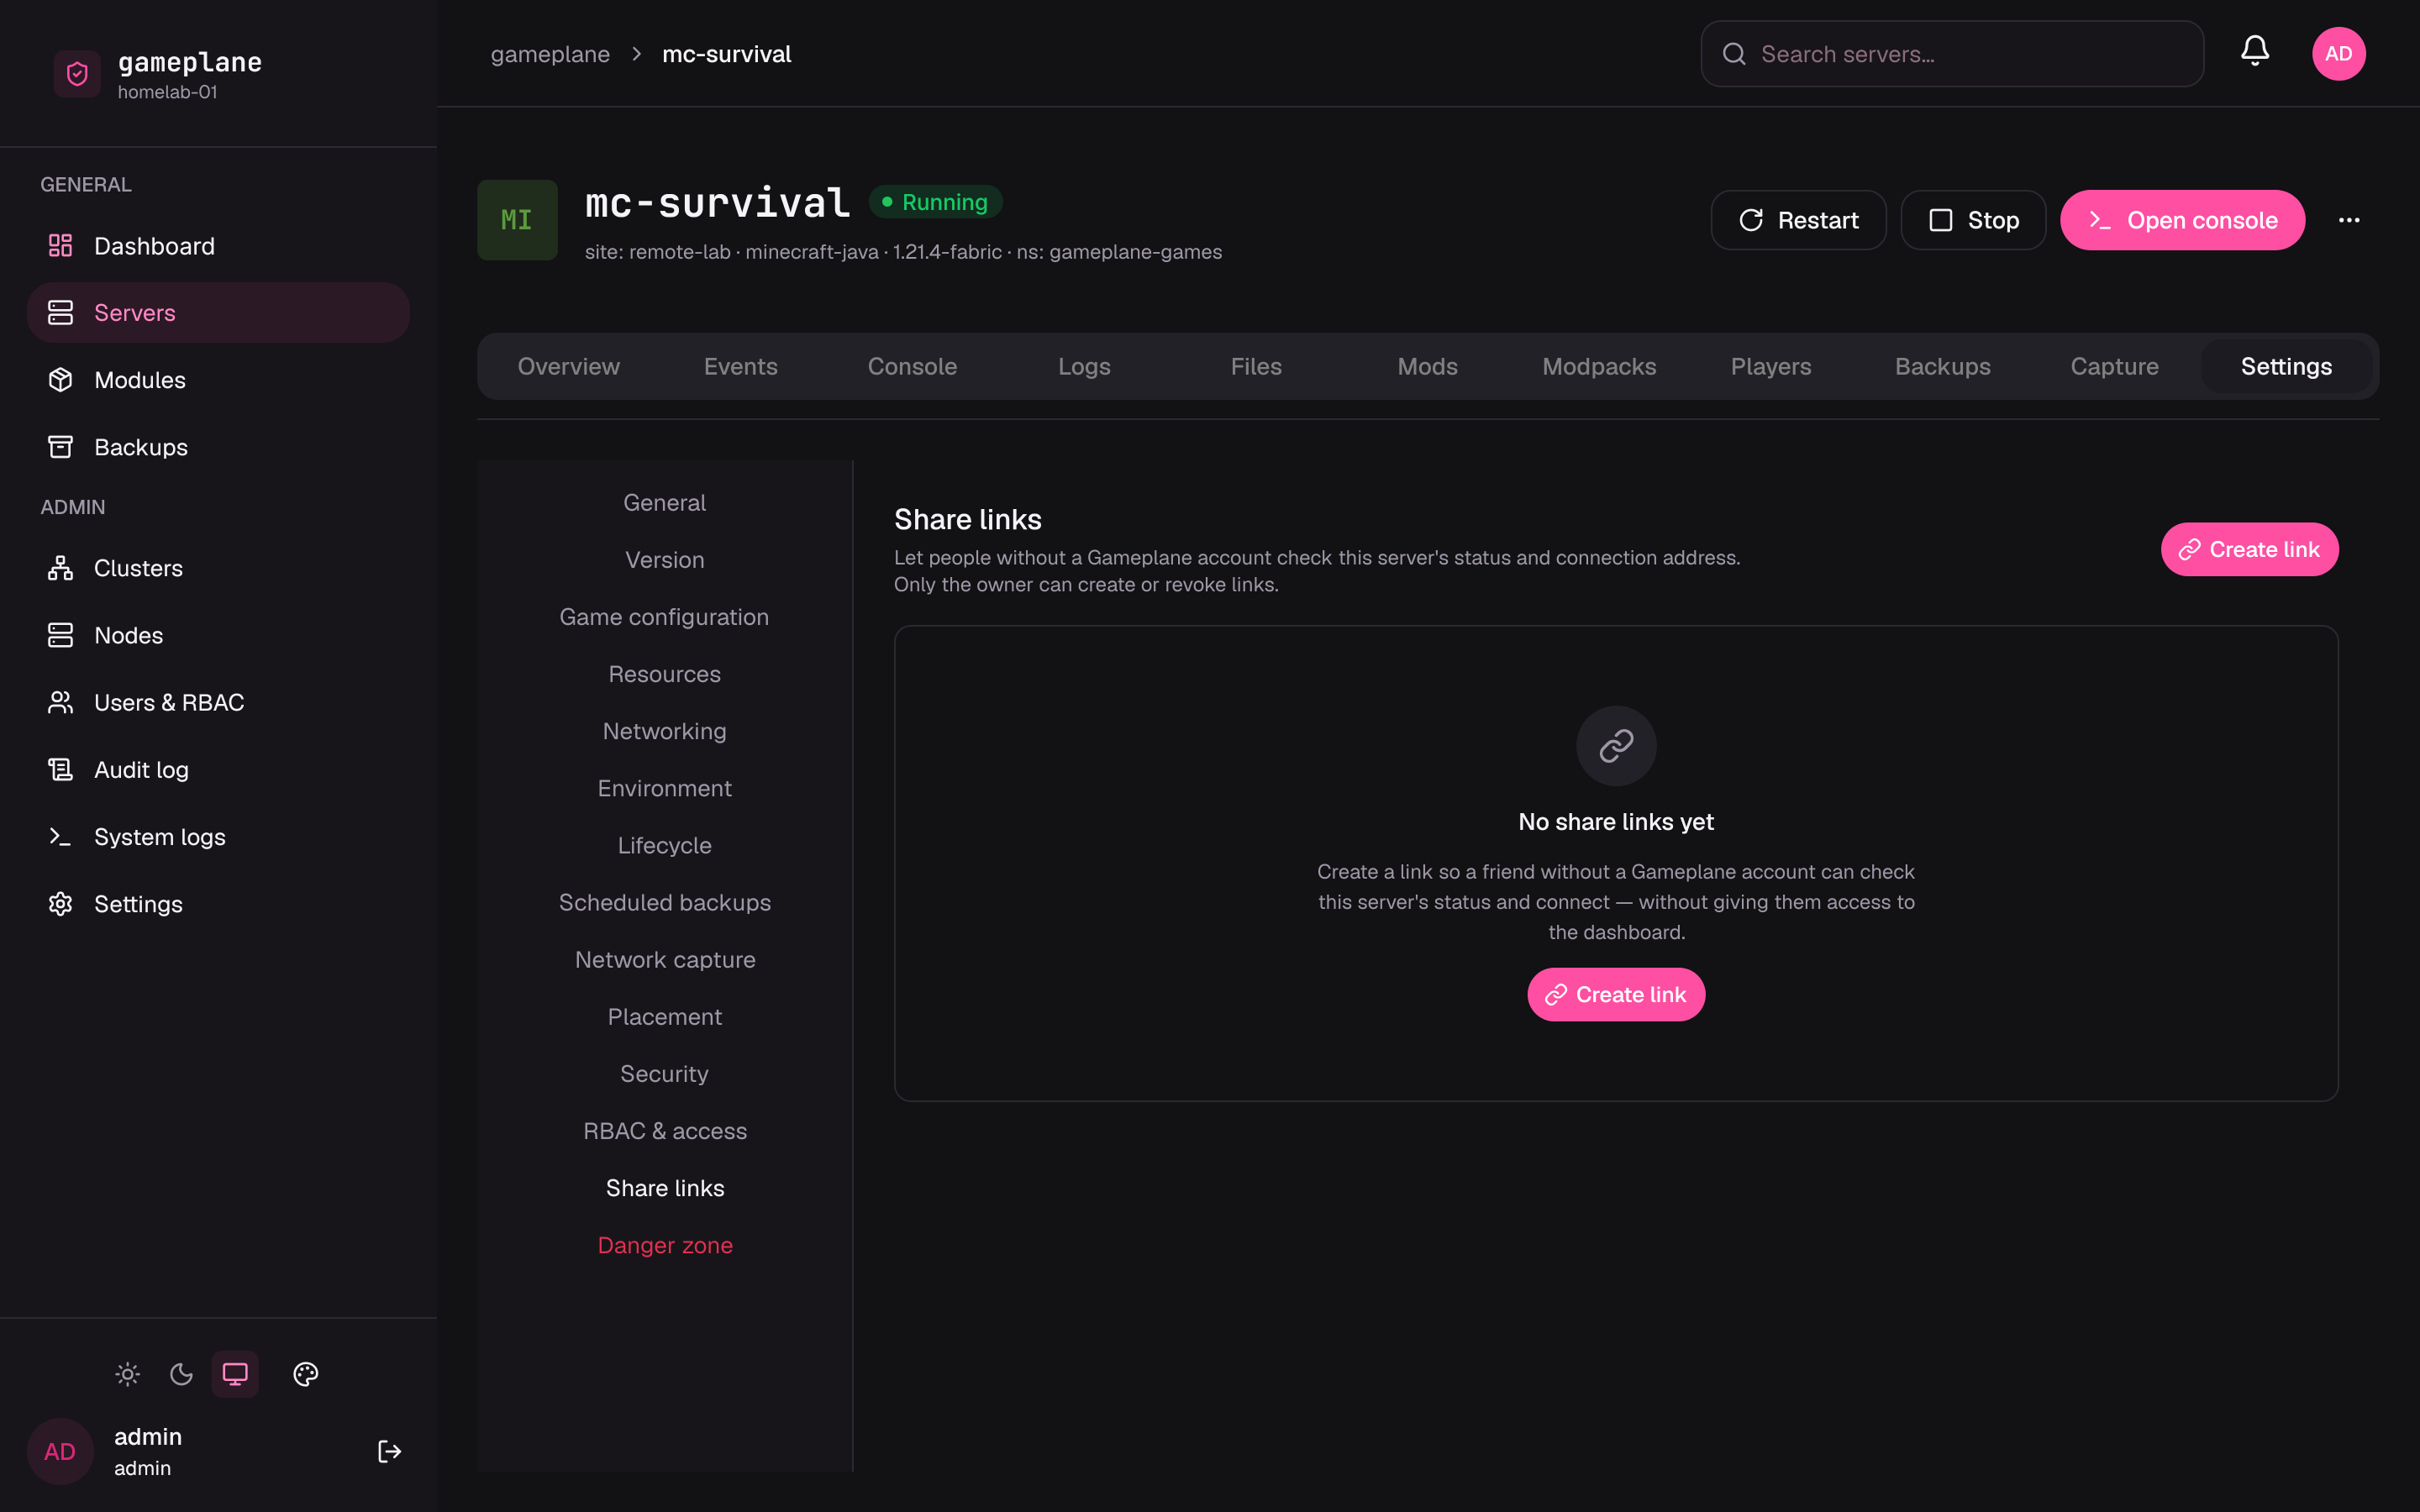 gameplane
homelab-01
GENERAL
Dashboard
Servers
Modules
Backups
ADMIN
Clusters
Nodes
Users & RBAC
Audit log
System logs
Settings
AD
admin
admin
gameplane
mc-survival
Search servers...
AD
MI
mc-survival
Running
site: remote-lab · minecraft-java · 1.21.4-fabric · ns: gameplane-games
Restart
Stop
Open console
Overview
Events
Console
Logs
Files
Mods
Modpacks
Players
Backups
Capture
Settings
General
Version
Game configuration
Resources
Networking
Environment
Lifecycle
Scheduled backups
Network capture
Placement
Security
RBAC & access
Share links
Danger zone
Share links
Let people without a Gameplane account check this server's status and connection address.
Only the owner can create or revoke links.
Create link
No share links yet
Create a link so a friend without a Gameplane account can check
this server's status and connect — without giving them access to
the dashboard.
Create link